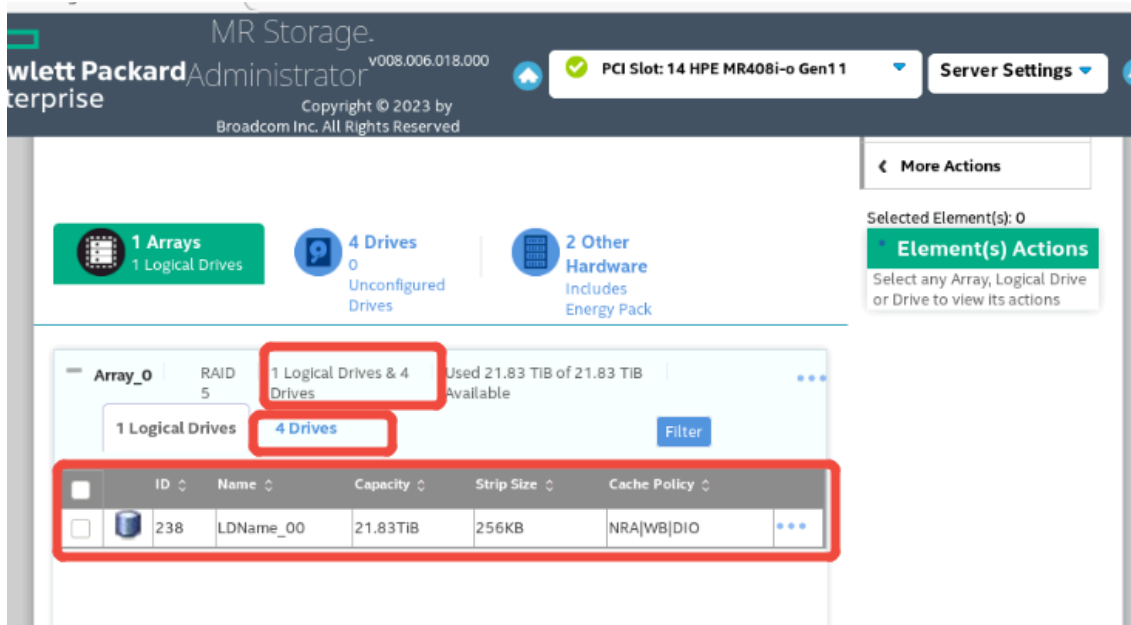 MR Storage
wlett Packard Administrator v008.006.018.000
terprise
Copyright © 2023 by
Broadcom Inc. All Rights Reserved
PCI Slot: 14 HPE MR408i-o Gen11
Server Settings
More Actions
Selected Element(s): 0
Element(s) Actions
Select any Array, Logical Drive
or Drive to view its actions
1 Arrays
1 Logical Drives
4 Drives
0
Unconfigured
Drives
2 Other
Hardware
Includes
Energy Pack
Array_0
RAID
5
1 Logical Drives & 4
Drives
Used 21.83 TiB of 21.83 TiB
Available
1 Logical Drives 4 Drives Filter
ID Name Capacity Strip Size Cache Policy
238 LDName_00 21.83TiB 256KB NRA|WB|DIO